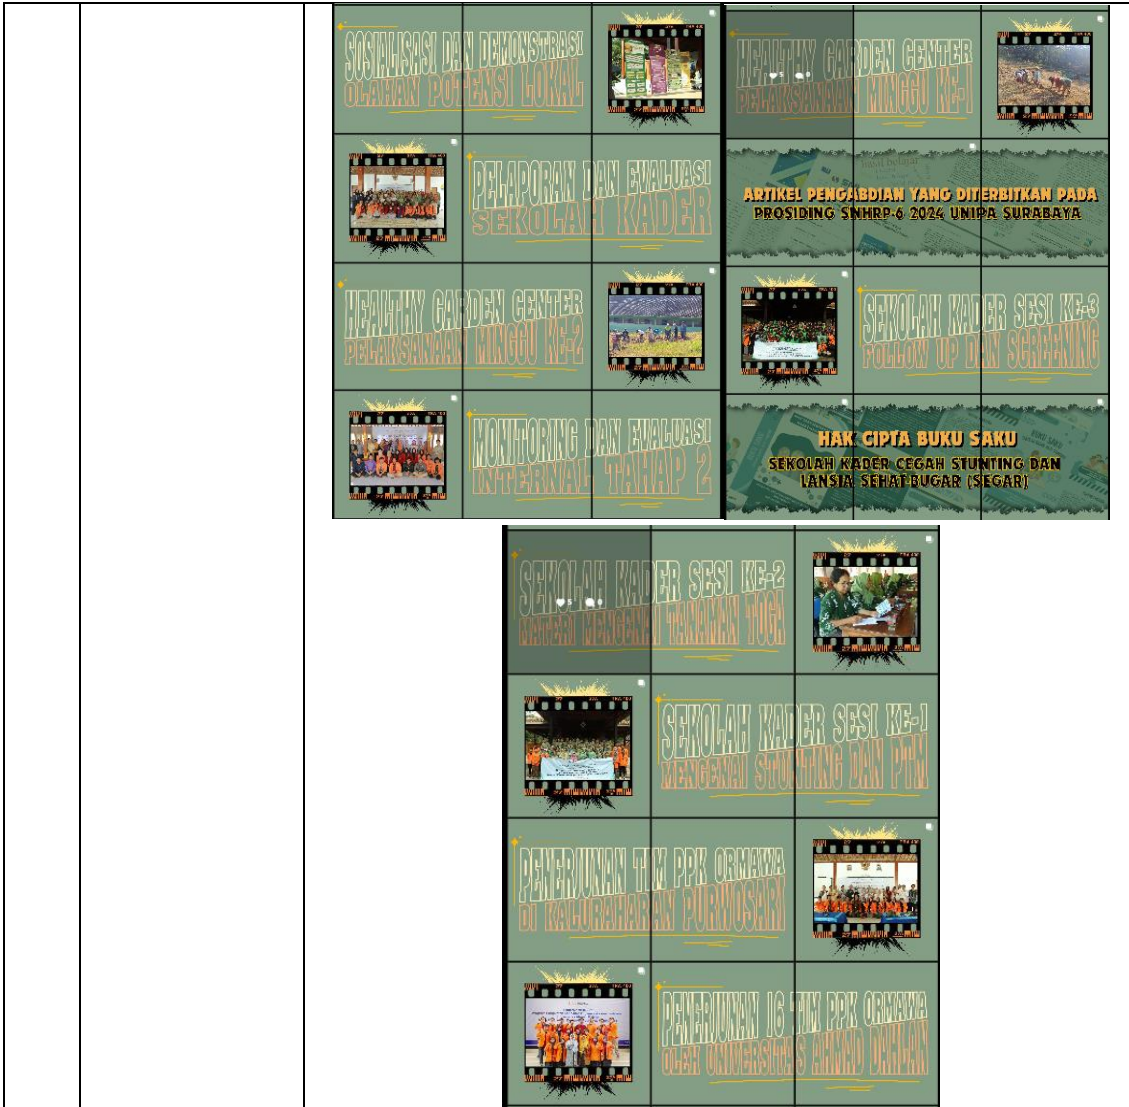 SOSIALISASI DAN DEMONSTRASI
OLAHAN POTENSI LOKAL
PELAPORAN DAN EVALUASI
SEKOLAH KADER
HEALTHY GARDEN CENTER
PELAKSANAAN MINGGU KE-2
MONITORING DAN EVALUASI
INTERNAL TAHAP 2
HEALTHY GARDEN CENTER
5 0
PELAKSANAAN MINGGU KE-1
ARTIKEL PENGABDIAN YANG DITERBITKAN PADA
PROSIDING SNHRP-6 2024 UNIPA SURABAYA
SEKOLAH KADER SESI KE-3
FOLLOW UP DAN SCREENING
HAK CIPTA BUKU SAKU
SEKOLAH KADER CEGAH STUNTING DAN
LANSIA SEHAT BUGAR (SEGAR)
SEKOLAH KADER SESI KE-2
5 0
MATERI MENGENAI TANAMAN TOGA
SEKOLAH KADER SESI KE-1
MENGENAI STUNTING DAN PTM
PENERJUNAN TIM PPK ORMAWA
DI KALURAHARAN PURWOSARI
PENERJUNAN 16 TIM PPK ORMAWA
OLEH UNIVERSITAS AHMAD DAHLAN